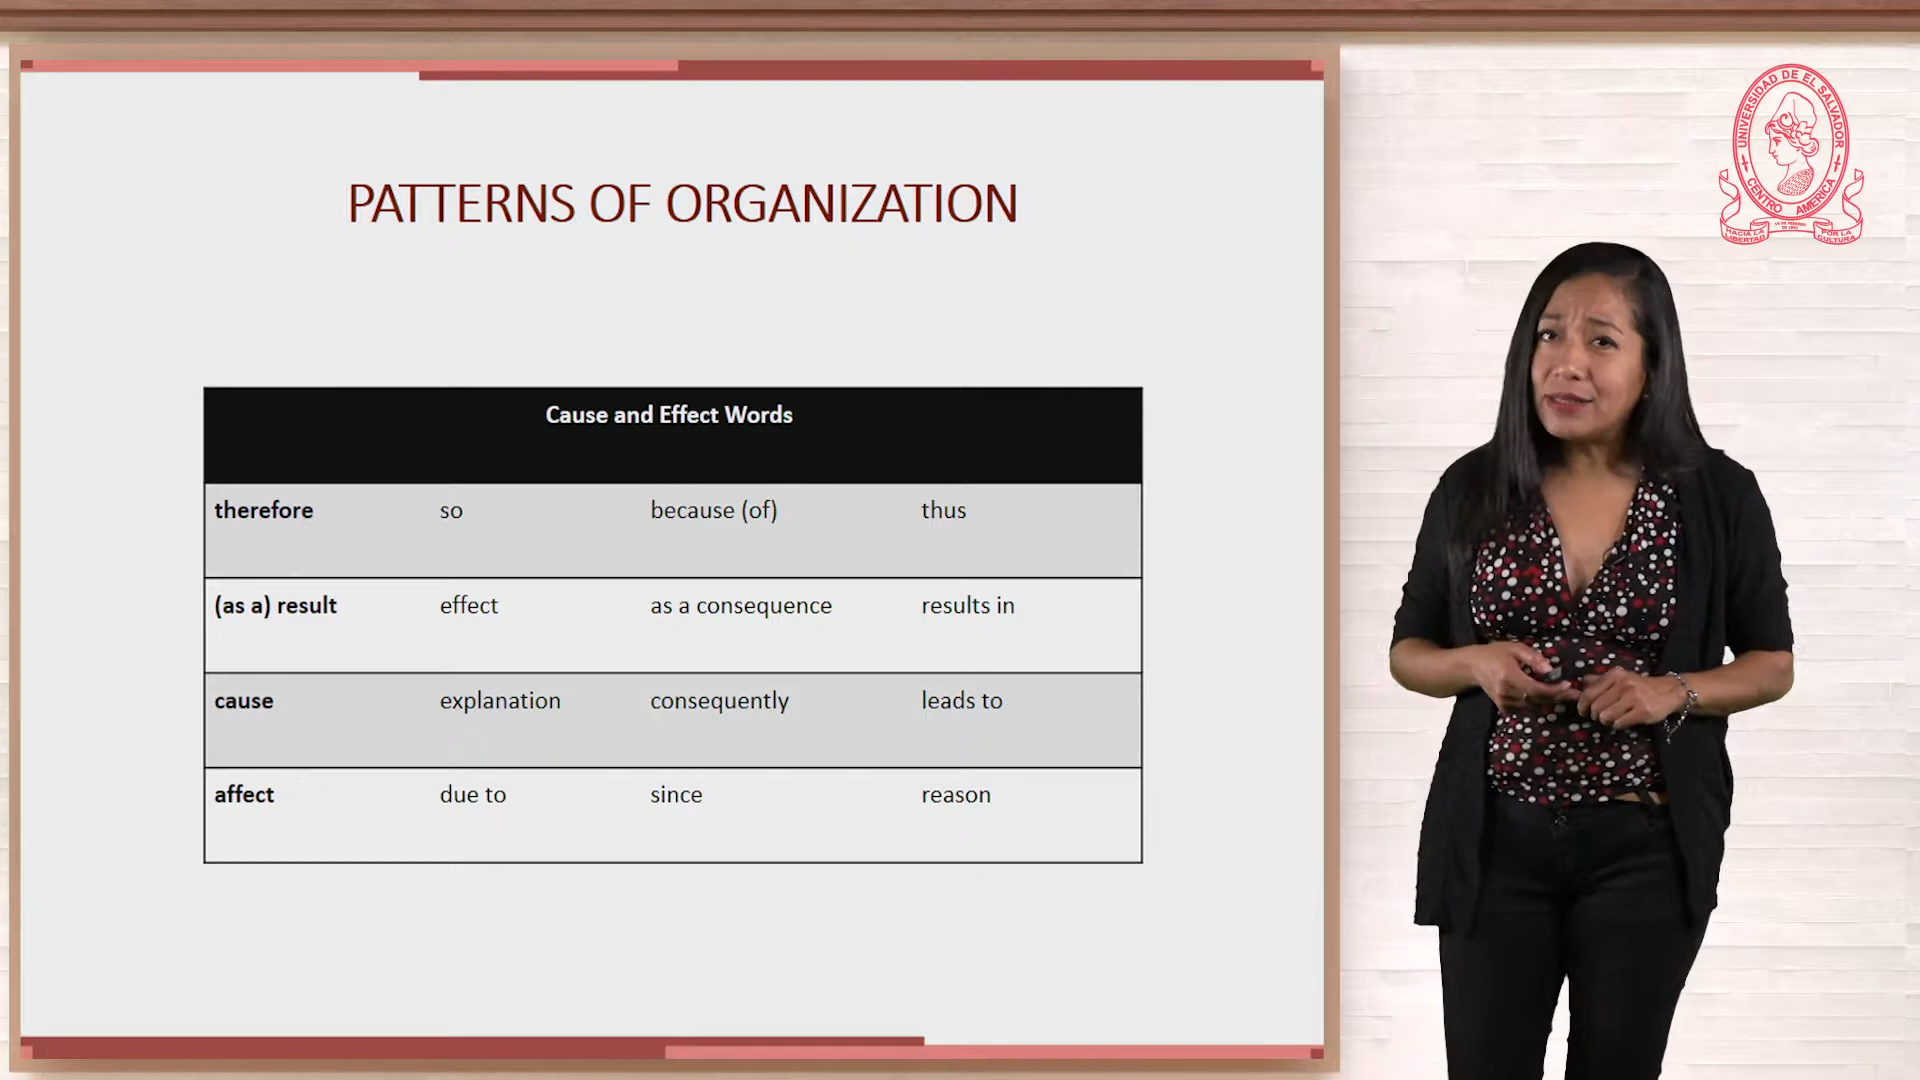 PATTERNS OF ORGANIZATION
Cause and Effect Words
therefore so because (of) thus
(as a) result effect as a consequence results in
cause explanation consequently leads to
affect due to since reason
UNIVERSIDAD DE EL SALVADOR
CENTRO AMERICA
HACIA LA LIBERTAD
POR LA CULTURA